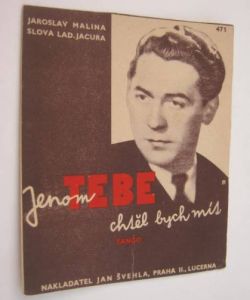 JAROSLAV MALINA
SLOVA LAD. JACURA
471
Jenom TEBE
chtěl bych mít
TANGO
NAKLADATEL JAN ŠVEHLA, PRAHA II., LUCERNA